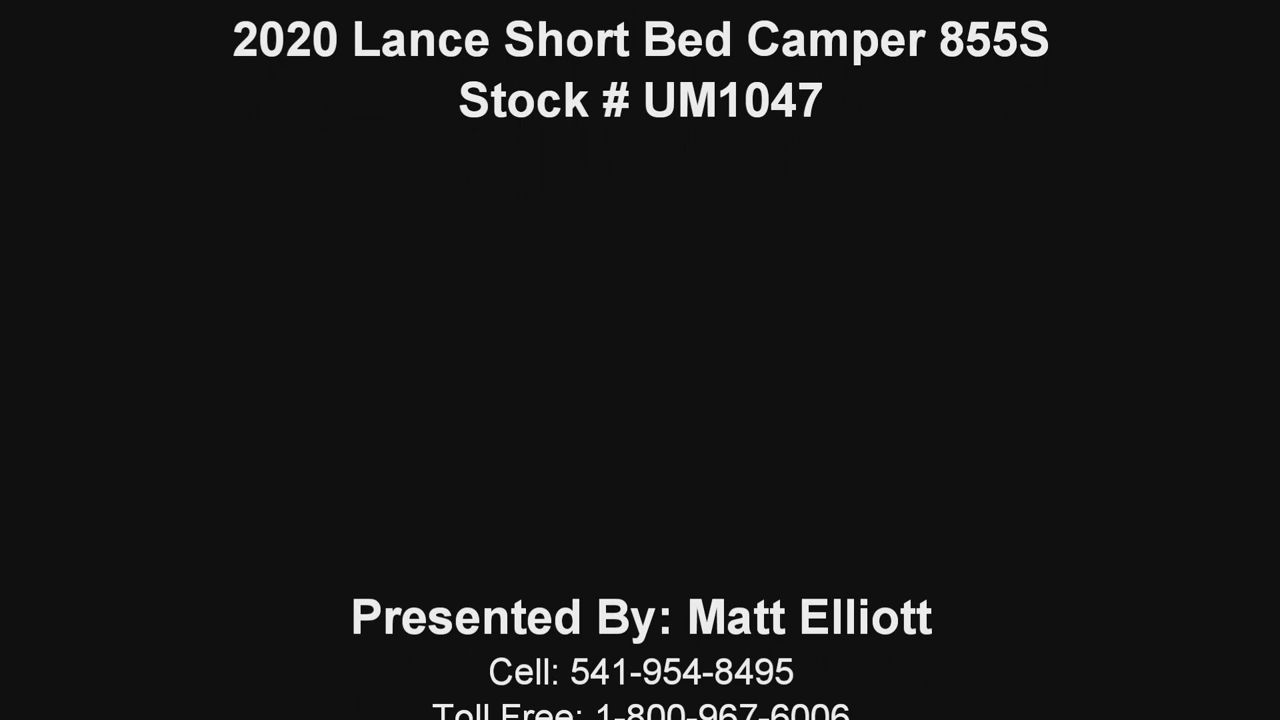 2020 Lance Short Bed Camper 855S
Stock # UM1047
Presented By: Matt Elliott
Cell: 541-954-8495
Toll Free: 1-800-967-6006